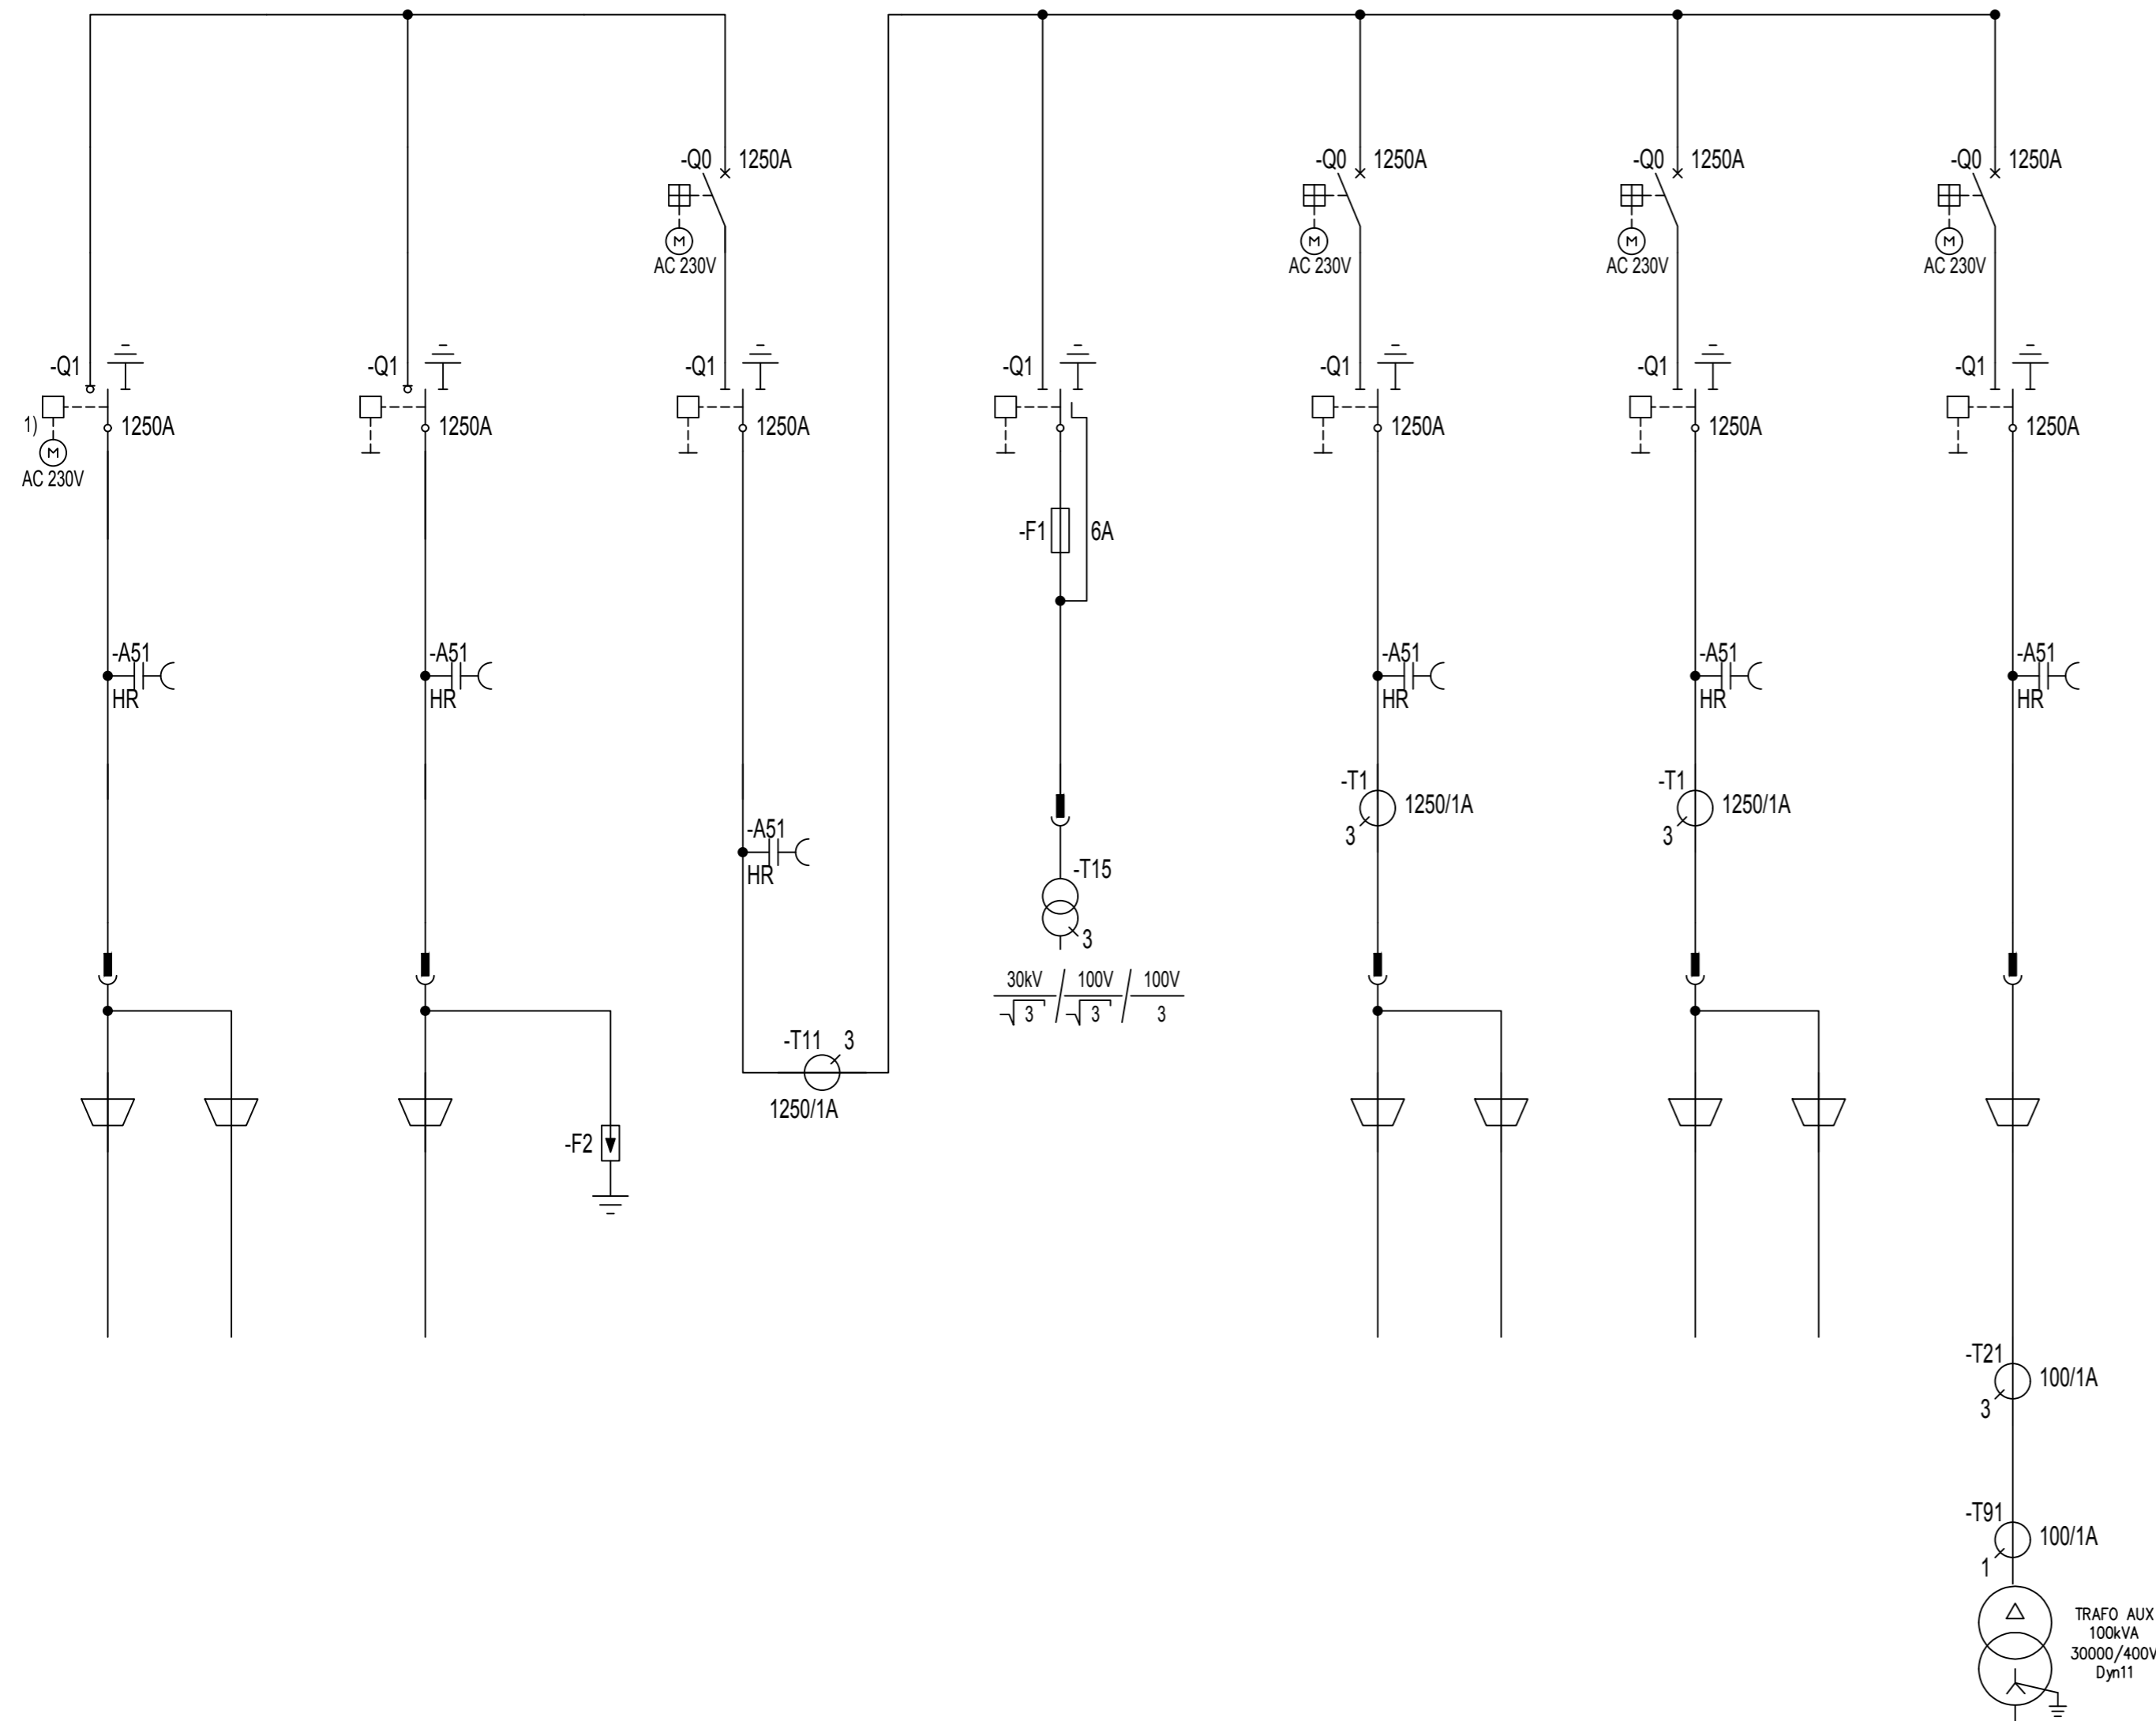 -Q0 1250A
-Q0 1250A
-Q0 1250A
-Q0 1250A
M
M
M
M
AC 230V
AC 230V
AC 230V
AC 230V
-Q1
-Q1
-Q1
-Q1
-Q1
-Q1
-Q1
1)
1250A
1250A
1250A
1250A
1250A
1250A
M
AC 230V
-F1 6A
-A51
-A51
-A51
-A51
-A51
HR
HR
HR
HR
HR
-T1 1250/1A
3
-T1 1250/1A
3
-A51
HR
-T15
3
30kV / 100V / 100V
√3 √3 3
-T11 3
1250/1A
-F2
-T21
100/1A
3
-T91
100/1A
1
TRAFO AUX
100kVA
30000/400V
Dyn11